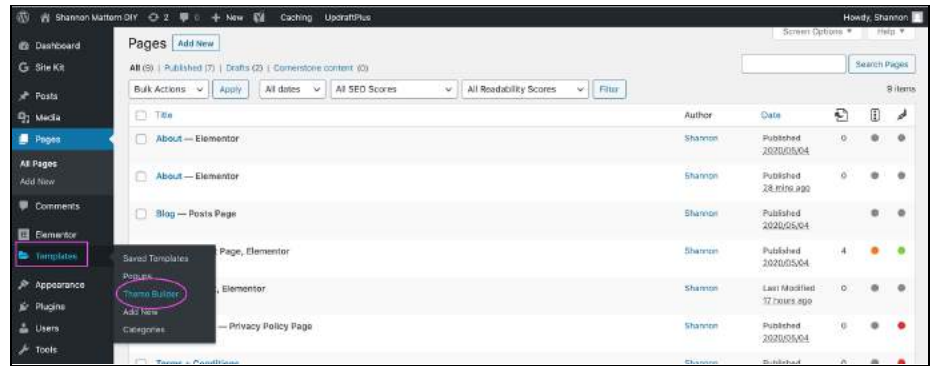 Shannon Mattern DIY 2 0 + New Caching UpdraftPlus Howdy, Shannon
Dashboard
Site Kit
Posts
Media
Pages
All Pages
Add New
Comments
Elementor
Templates
Appearance
Plugins
Users
Tools
Saved Templates
Popups
Theme Builder
Add New
Categories
Pages Add New
Screen Options Help
All (9) | Published (7) | Drafts (2) | Cornerstone content (0)
Search Pages
Bulk Actions Apply All dates All SEO Scores All Readability Scores Filter 9 items
Title Author Date
About — Elementor Shannon Published 0
2020/05/04
About — Elementor Shannon Published 0
28 mins ago
Blog — Posts Page Shannon Published
2020/05/04
Page, Elementor Shannon Published 4
2020/05/04
, Elementor Shannon Last Modified 0
17 hours ago
— Privacy Policy Page Shannon Published 0
2020/05/04
Terms + Conditions Shannon Published 0